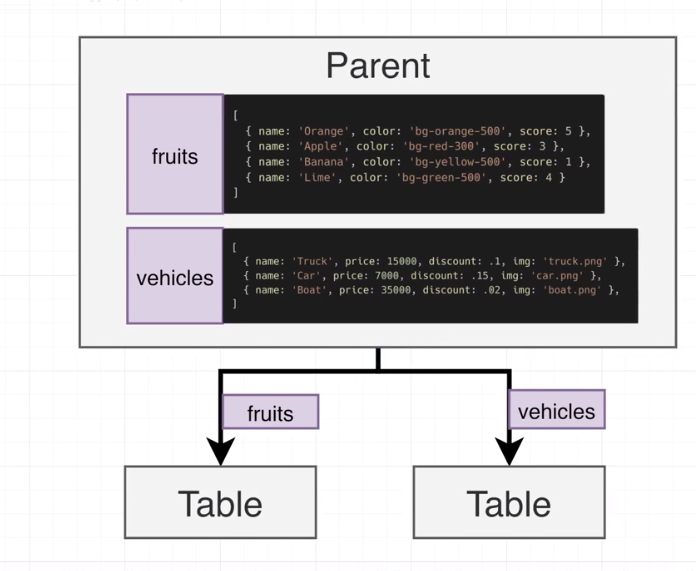 Parent
fruits
[
{ name: 'Orange', color: 'bg-orange-500', score: 5 },
{ name: 'Apple', color: 'bg-red-300', score: 3 },
{ name: 'Banana', color: 'bg-yellow-500', score: 1 },
{ name: 'Lime', color: 'bg-green-500', score: 4 }
]
vehicles
[
{ name: 'Truck', price: 15000, discount: .1, img: 'truck.png' },
{ name: 'Car', price: 7000, discount: .15, img: 'car.png' },
{ name: 'Boat', price: 35000, discount: .02, img: 'boat.png' },
]
fruits
vehicles
Table
Table